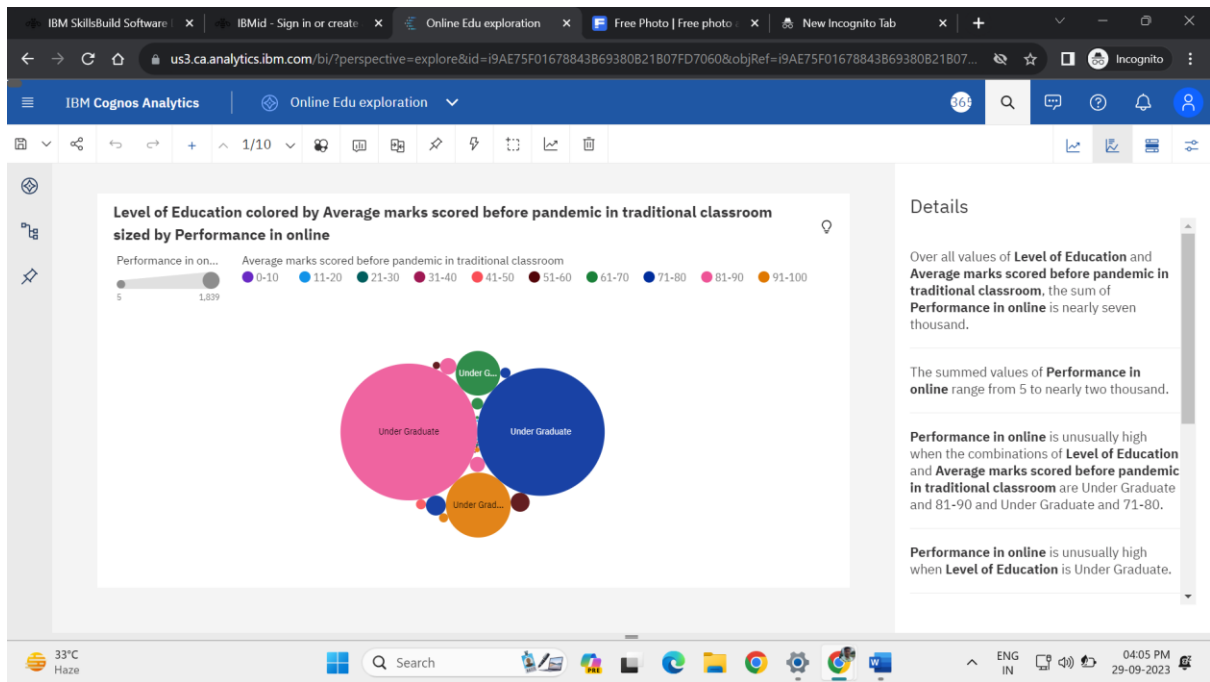 IBM SkillsBuild Software
IBMid - Sign in or create
Online Edu exploration
Free Photo | Free photo
New Incognito Tab
us3.ca.analytics.ibm.com/bi/?perspective=explore&id=i9AE75F01678843B69380B21B07FD7060&objRef=i9AE75F01678843B69380B21B07...
Incognito
IBM Cognos Analytics
Online Edu exploration
365
1/10
Level of Education colored by Average marks scored before pandemic in traditional classroom
sized by Performance in online
Performance in on...
5
1,839
Average marks scored before pandemic in traditional classroom
0-10 11-20 21-30 31-40 41-50 51-60 61-70 71-80 81-90 91-100
Under G...
Under Graduate
Under Graduate
Under Grad...
Details
Over all values of Level of Education and
Average marks scored before pandemic in
traditional classroom, the sum of
Performance in online is nearly seven
thousand.
The summed values of Performance in
online range from 5 to nearly two thousand.
Performance in online is unusually high
when the combinations of Level of Education
and Average marks scored before pandemic
in traditional classroom are Under Graduate
and 81-90 and Under Graduate and 71-80.
Performance in online is unusually high
when Level of Education is Under Graduate.
33°C
Haze
Search
PRE
ENG
IN
04:05 PM
29-09-2023